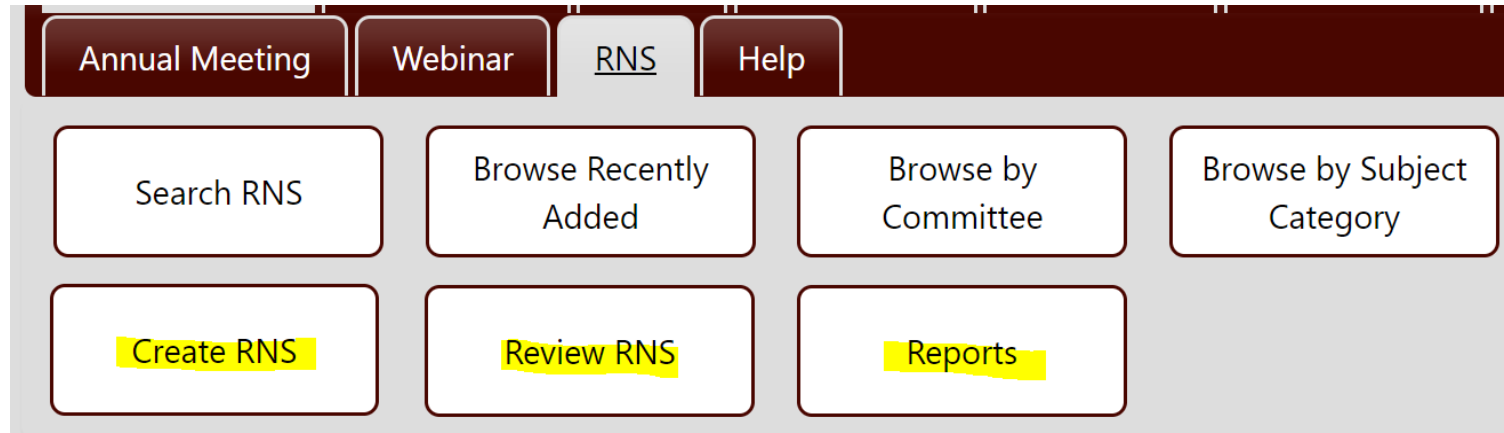 Annual Meeting Webinar RNS Help
Search RNS
Browse Recently
Added
Browse by
Committee
Browse by Subject
Category
Create RNS
Review RNS
Reports